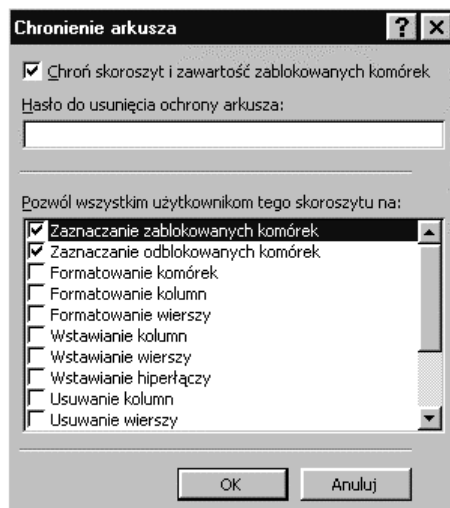 Chronienie arkusza
Chroń skoroszyt i zawartość zablokowanych komórek
Hasło do usunięcia ochrony arkusza:
Pozwól wszystkim użytkownikom tego skoroszytu na:
Zaznaczanie zablokowanych komórek
Zaznaczanie odblokowanych komórek
Formatowanie komórek
Formatowanie kolumn
Formatowanie wierszy
Wstawianie kolumn
Wstawianie wierszy
Wstawianie hiperłączy
Usuwanie kolumn
Usuwanie wierszy
OK Anuluj